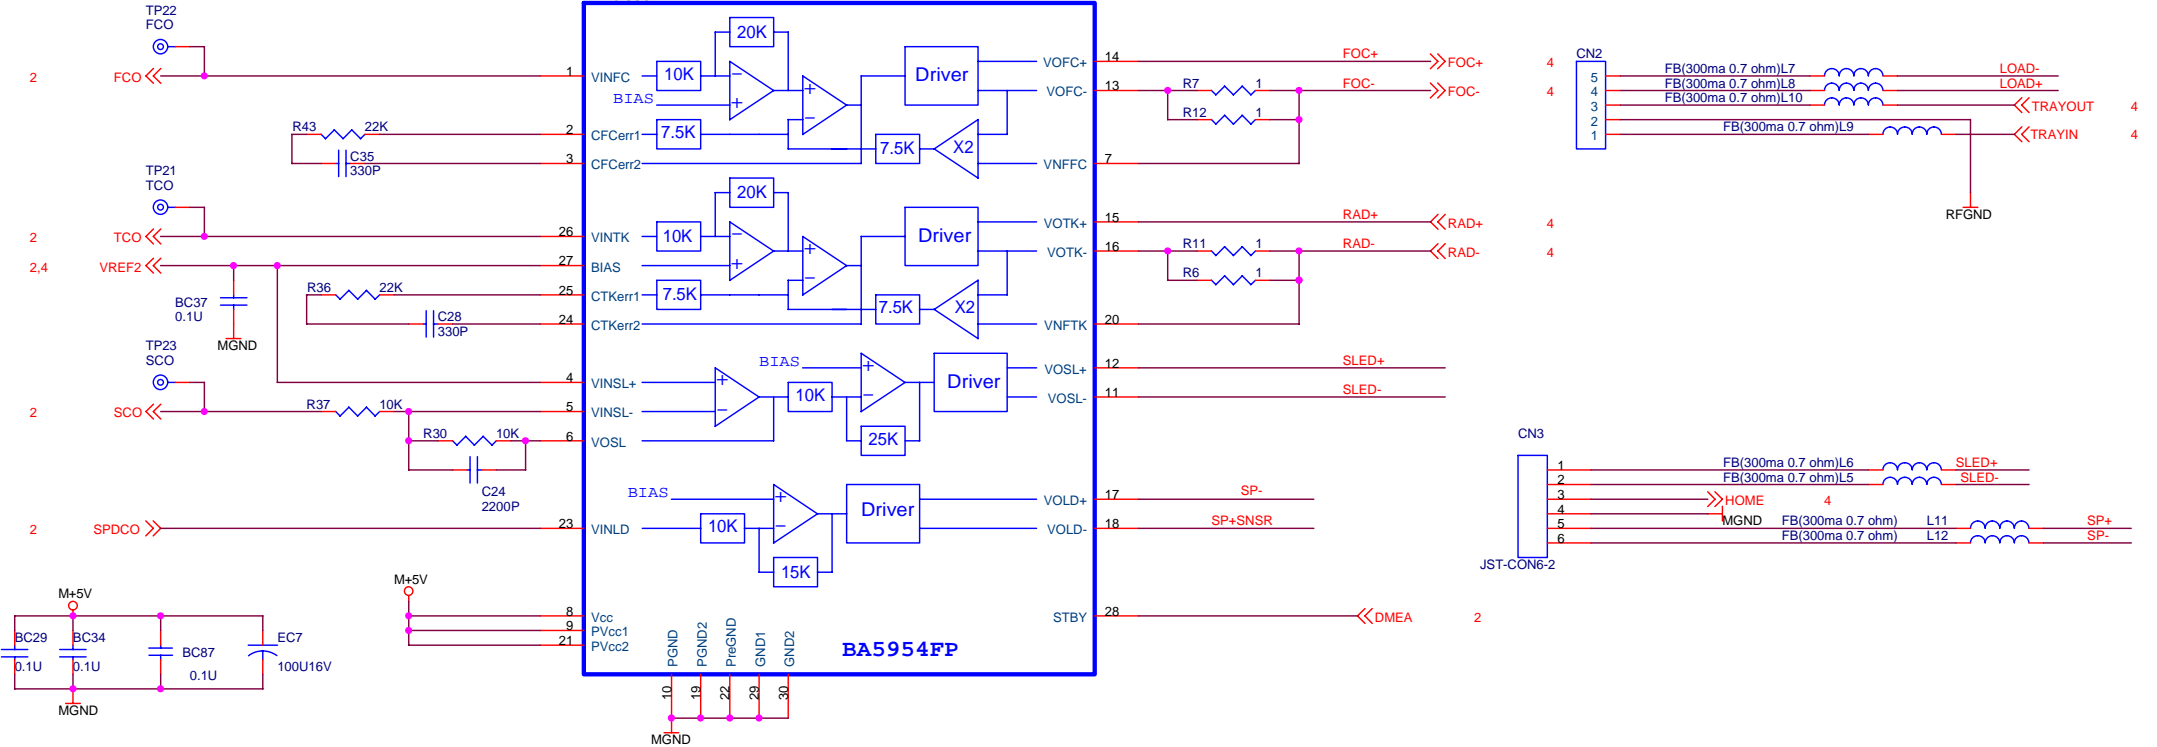 TP22
FCO
2
FCO
1
VINFC
10K
20K
BIAS
Driver
VOFC+
14
FOC+
FOC+
4
VOFC-
13
R7
1
FOC-
FOC-
4
R12
1
R43
22K
2
CFCerr1
7.5K
7.5K
X2
C35
330P
3
CFCerr2
VNFFC
7
TP21
TCO
2
TCO
26
VINTK
10K
20K
Driver
VOTK+
15
RAD+
RAD+
4
2,4
VREF2
27
BIAS
VOTK-
16
R11
1
RAD-
RAD-
4
R6
1
BC37
0.1U
MGND
R36
22K
25
CTKerr1
7.5K
7.5K
X2
C28
330P
24
CTKerr2
VNFTK
20
TP23
SCO
BIAS
4
VINSL+
10K
Driver
VOSL+
12
SLED+
2
SCO
R37
10K
5
VINSL-
VOSL-
11
SLED-
R30
10K
6
VOSL
25K
C24
2200P
BIAS
10K
Driver
VOLD+
17
SP-
2
SPDCO
23
VINLD
VOLD-
18
SP+SNSR
15K
M+5V
8
Vcc
9
PVcc1
21
PVcc2
STBY
28
DMEA
2
BA5954FP
PGND
PGND2
PreGND
GND1
GND2
10
19
22
29
30
MGND
M+5V
BC29
0.1U
BC34
0.1U
BC87
0.1U
EC7
100U16V
MGND
CN2
5
FB(300ma 0.7 ohm)L7
LOAD-
4
FB(300ma 0.7 ohm)L8
LOAD+
3
FB(300ma 0.7 ohm)L10
TRAYOUT
4
2
1
FB(300ma 0.7 ohm)L9
TRAYIN
4
RFGND
CN3
1
FB(300ma 0.7 ohm)L6
SLED+
2
FB(300ma 0.7 ohm)L5
SLED-
3
HOME
4
4
MGND
5
FB(300ma 0.7 ohm)
L11
SP+
6
FB(300ma 0.7 ohm)
L12
SP-
JST-CON6-2